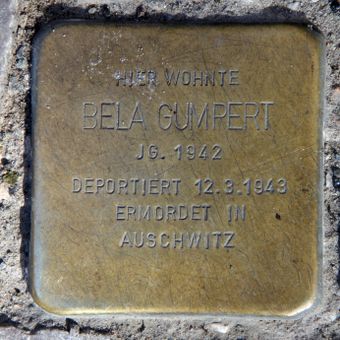 HIER WOHNTE
BELA GUMPERT
JG. 1942
DEPORTIERT 12.3.1943
ERMORDET IN
AUSCHWITZ